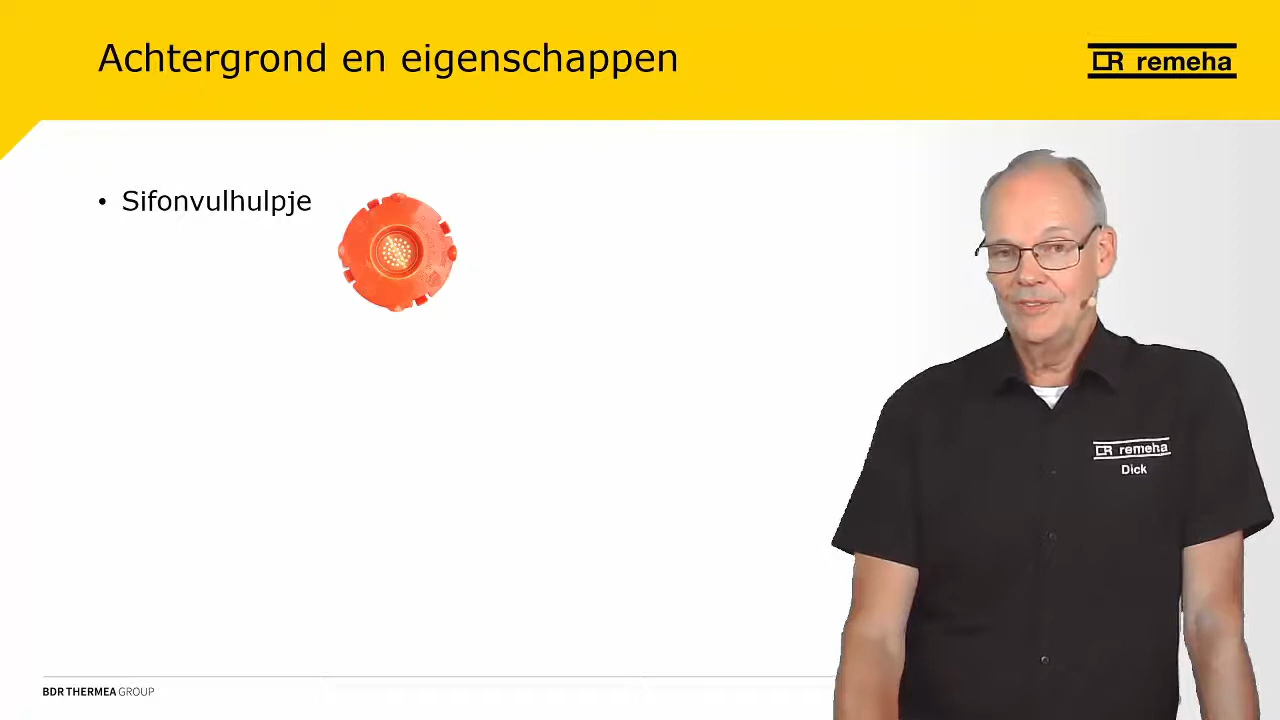 Achtergrond en eigenschappen
remeha
• Sifonvulhulpje
remeha
Dick
BDR THERMEA GROUP